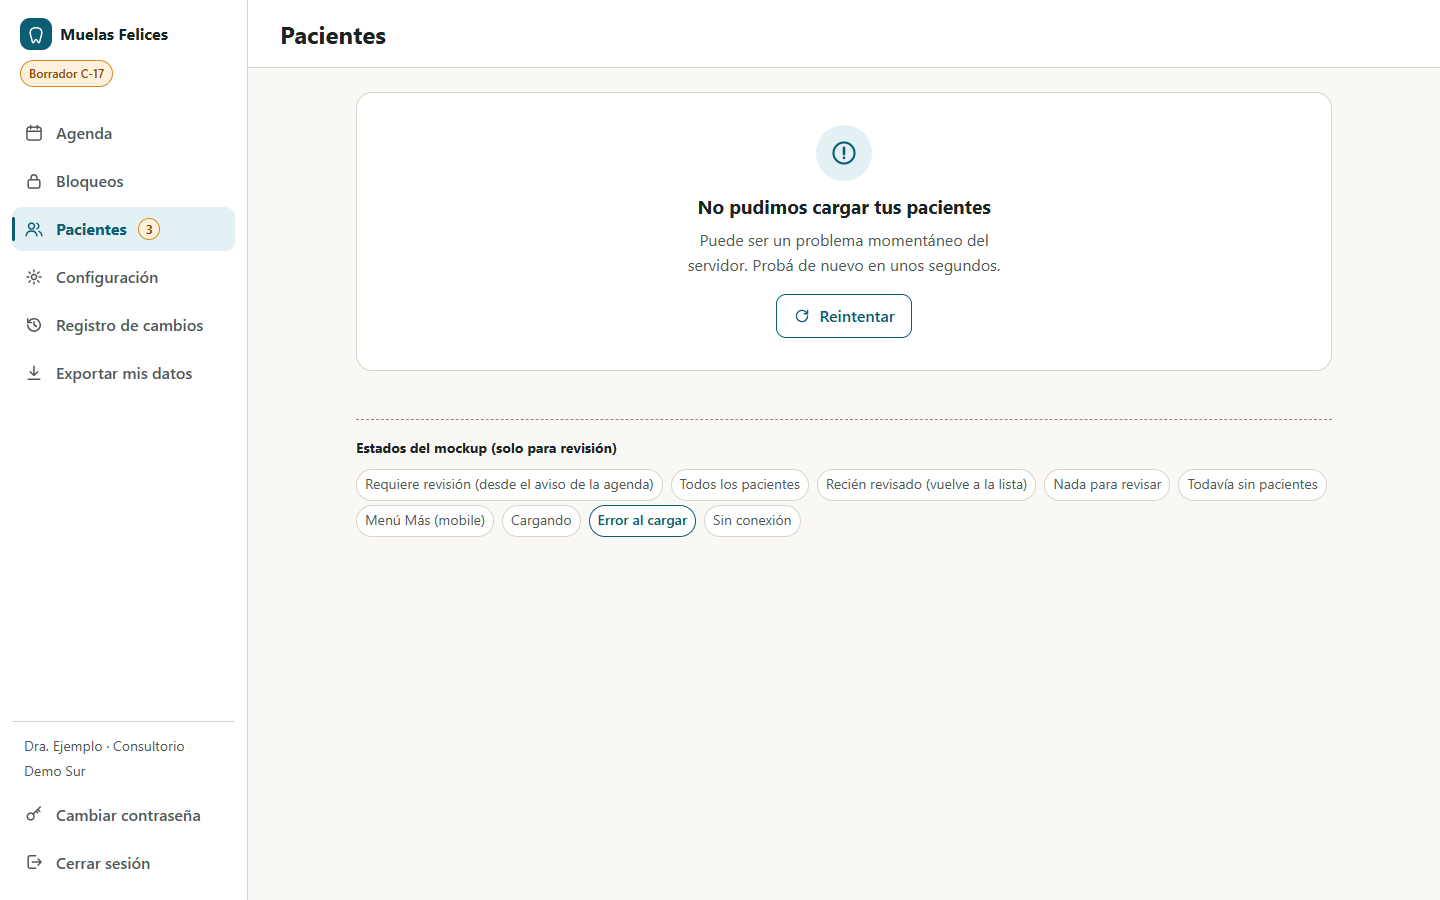 Muelas Felices
Borrador C-17
Agenda
Bloqueos
Pacientes 3
Configuración
Registro de cambios
Exportar mis datos
Dra. Ejemplo · Consultorio
Demo Sur
Cambiar contraseña
Cerrar sesión
Pacientes
No pudimos cargar tus pacientes
Puede ser un problema momentáneo del
servidor. Probá de nuevo en unos segundos.
Reintentar
Estados del mockup (solo para revisión)
Requiere revisión (desde el aviso de la agenda) Todos los pacientes Recién revisado (vuelve a la lista) Nada para revisar Todavía sin pacientes
Menú Más (mobile) Cargando Error al cargar Sin conexión